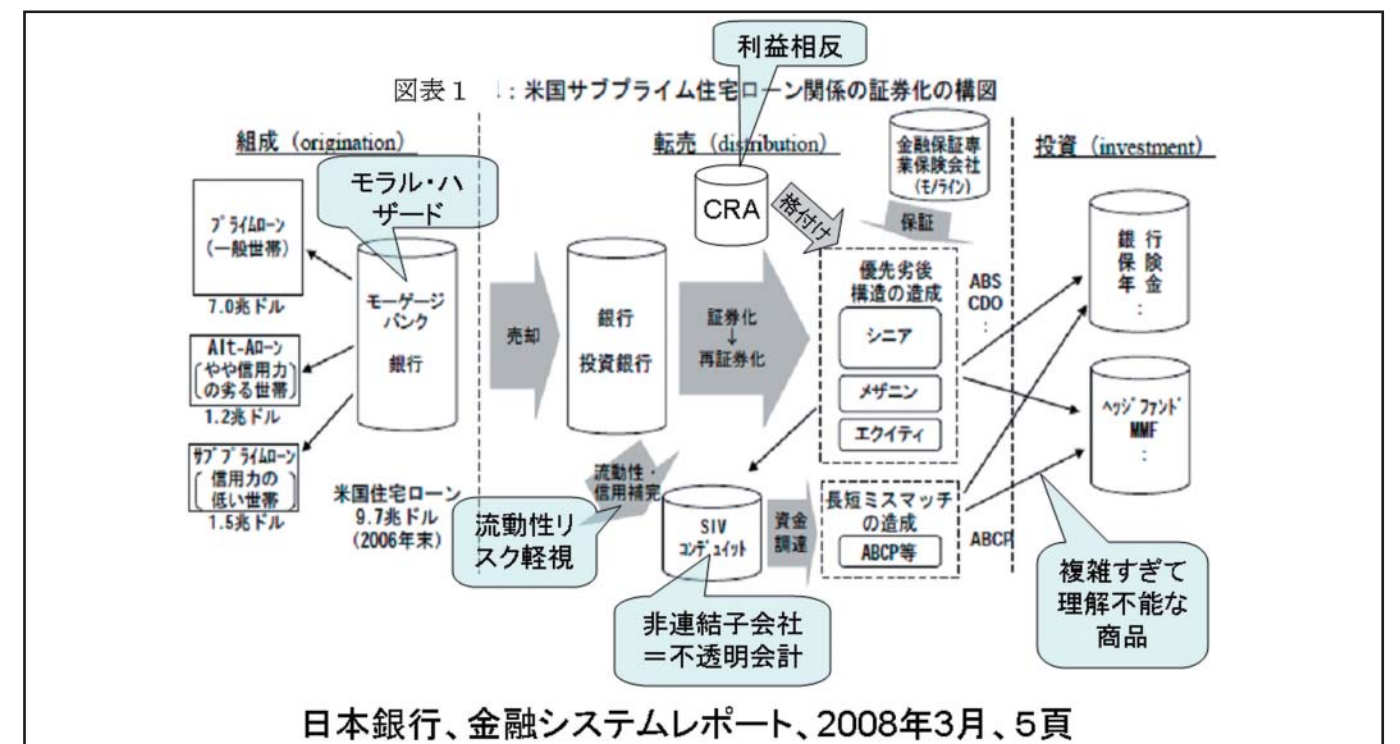 利益相反
図表1 : 米国サブプライム住宅ローン関係の証券化の構図
組成 (origination)
転売 (distribution)
投資 (investment)
モラル・ハ
ザード
CRA
格付け
金融保証専
業保険会社
(モノライン)
保証
プライムローン
(一般世帯)
7.0兆ドル
Alt-Aローン
やや信用力
の劣る世帯
1.2兆ドル
サブプライムローン
信用力の
低い世帯
1.5兆ドル
モーゲージ
バンク
銀行
米国住宅ローン
9.7兆ドル
(2006年末)
売却
銀行
投資銀行
証券化
↓
再証券化
優先劣後
構造の造成
シニア
メザニン
エクイティ
ABS
CDO
:
銀行
保険
年金
:
ヘッジファンド
MMF
:
流動性・
信用補完
流動性リ
スク軽視
SIV
コンデュイット
資金
調達
長短ミスマッチ
の造成
ABCP等
ABCP
非連結子会社
=不透明会計
複雑すぎて
理解不能な
商品
日本銀行、金融システムレポート、2008年3月、5頁